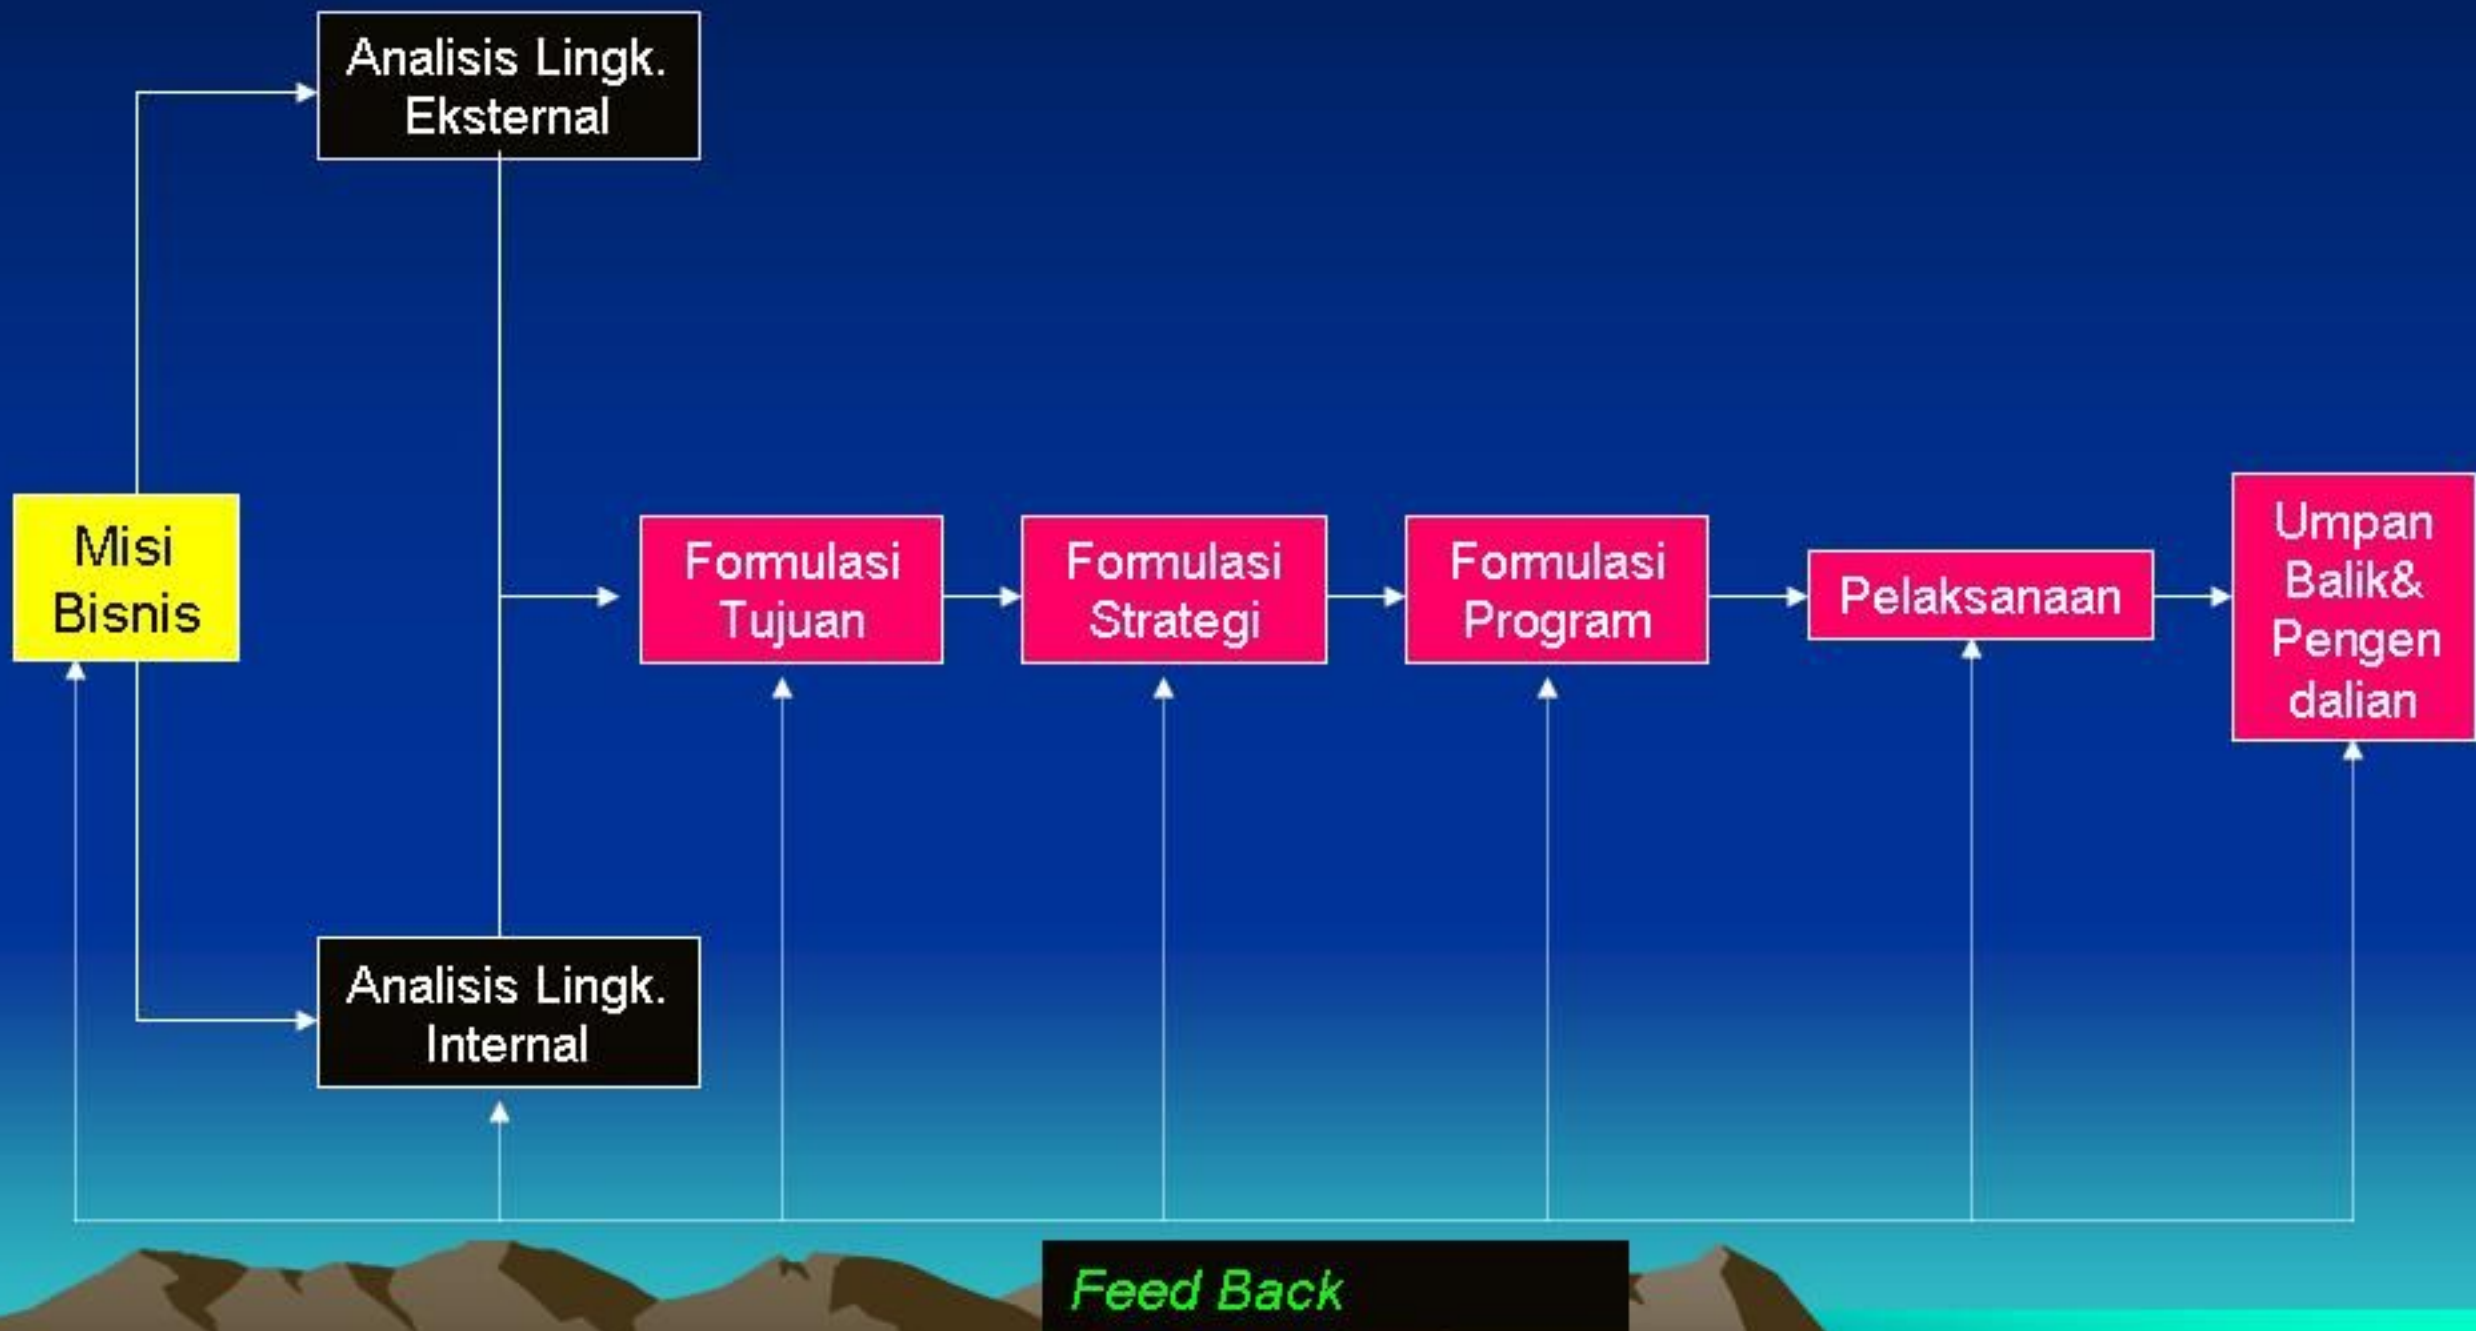 Analisis Lingk.
Eksternal
Misi
Bisnis
Formulasi
Tujuan
Formulasi
Strategi
Formulasi
Program
Pelaksanaan
Umpan
Balik&
Pengen
dalian
Analisis Lingk.
Internal
Feed Back